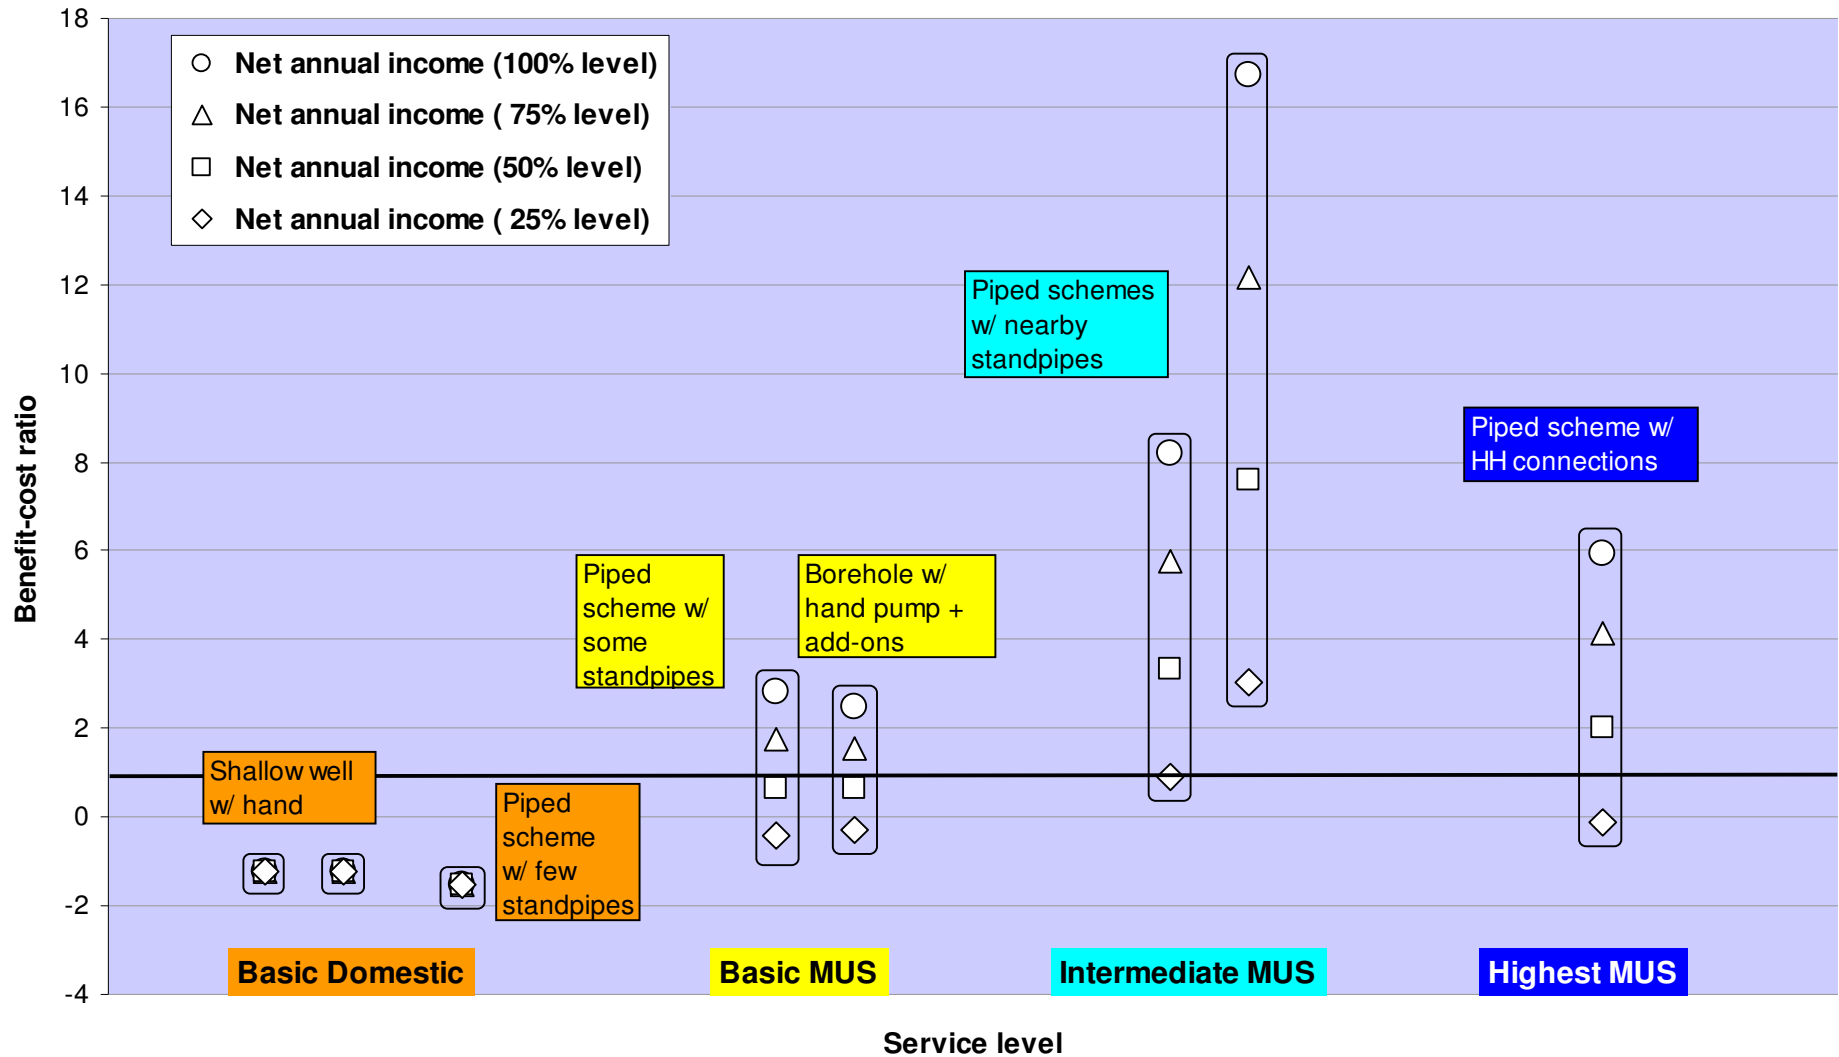 18
16
14
12
10
8
6
4
2
0
-2
-4
Benefit-cost ratio
Net annual income (100% level)
Net annual income ( 75% level)
Net annual income (50% level)
Net annual income ( 25% level)
Piped schemes
w/ nearby
standpipes
Piped scheme w/
HH connections
Piped
scheme w/
some
standpipes
Borehole w/
hand pump +
add-ons
Shallow well
w/ hand
Piped
scheme
w/ few
standpipes
Basic Domestic
Basic MUS
Intermediate MUS
Highest MUS
Service level